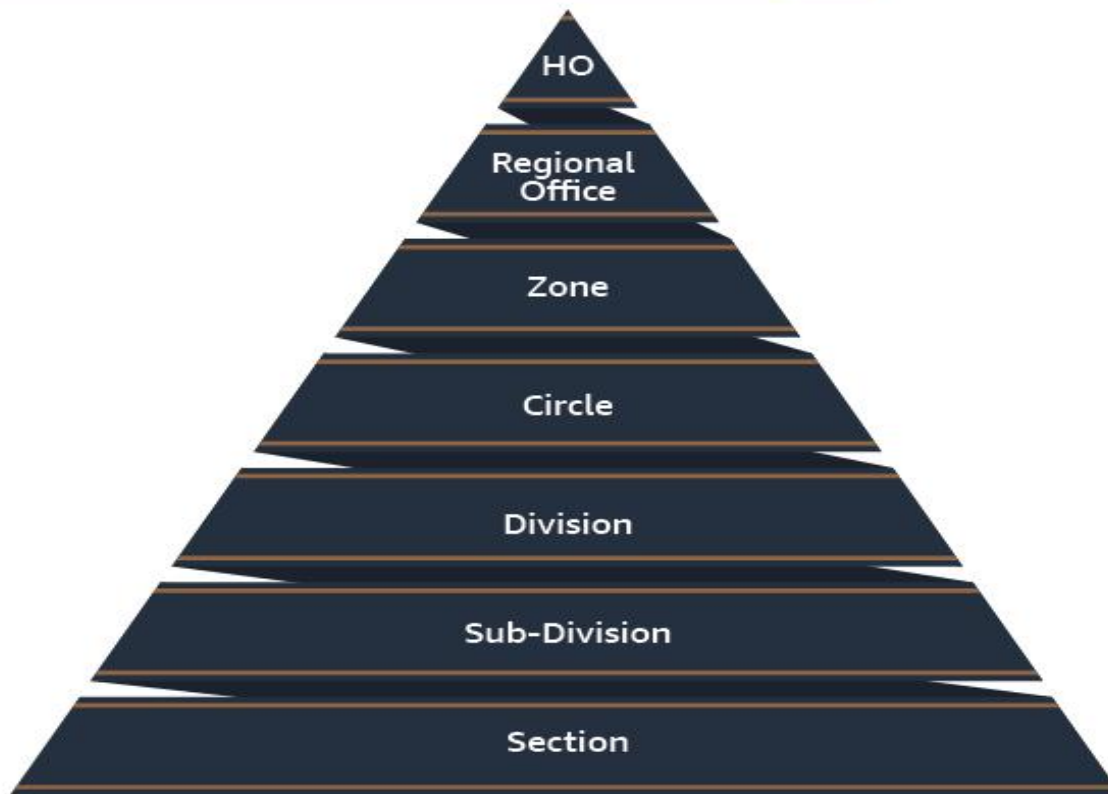 HO
Regional
Office
Zone
Circle
Division
Sub-Division
Section